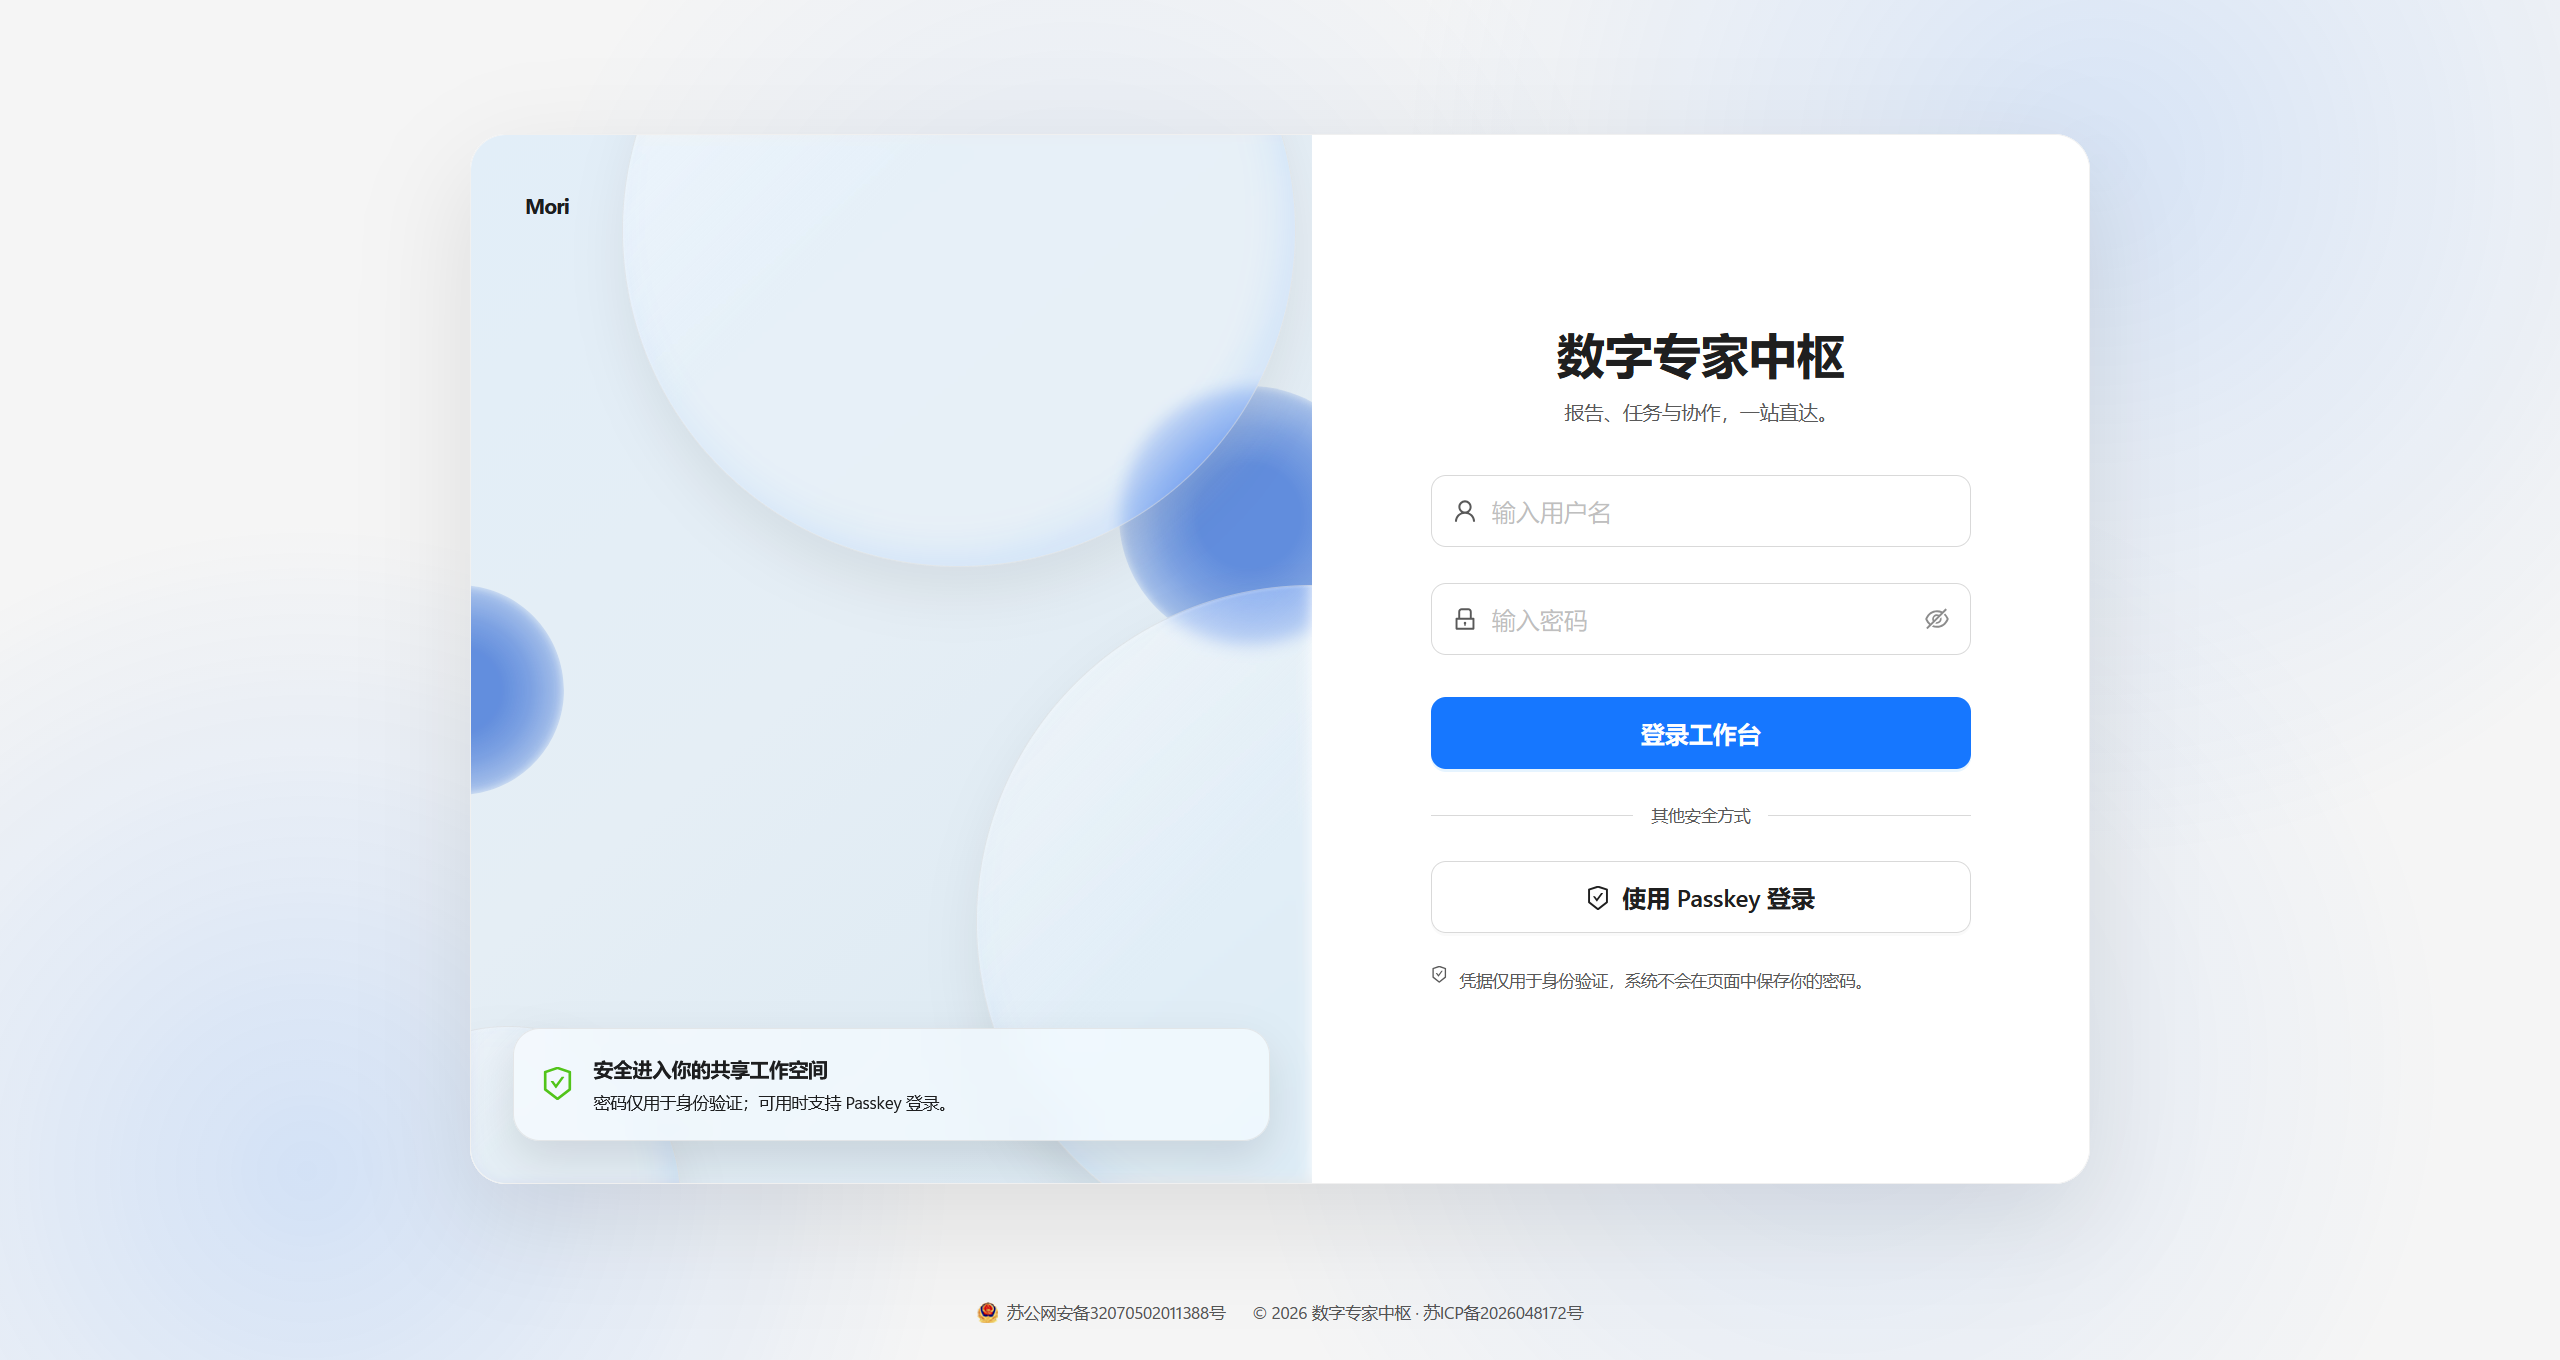 Mori
安全进入你的共享工作空间
密码仅用于身份验证；可用时支持 Passkey 登录。
数字专家中枢
报告、任务与协作，一站直达。
输入用户名
输入密码
登录工作台
其他安全方式
使用 Passkey 登录
凭据仅用于身份验证，系统不会在页面中保存你的密码。
苏公网安备32070502011388号 © 2026 数字专家中枢 · 苏ICP备2026048172号